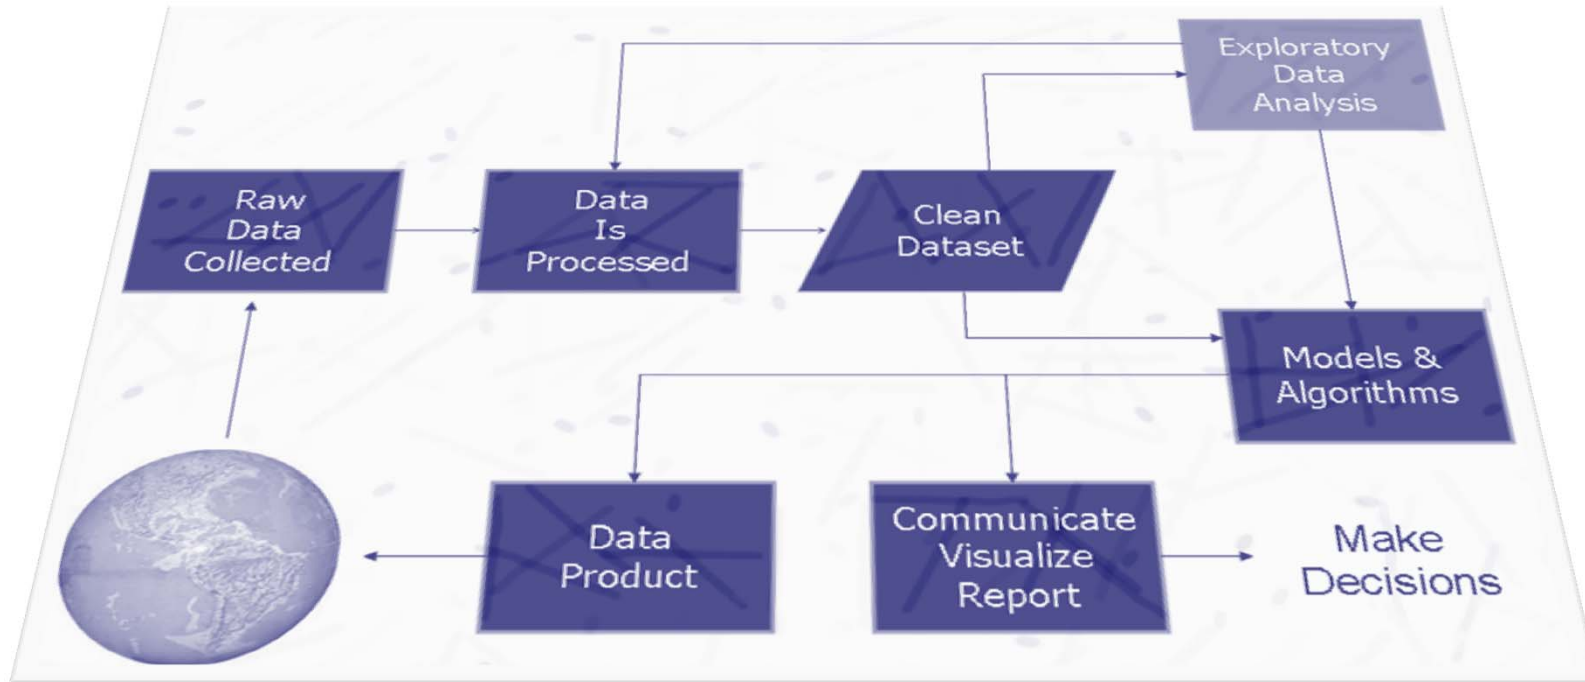 Exploratory
Data
Analysis
Raw
Data
Collected
Data
Is
Processed
Clean
Dataset
Models &
Algorithms
Data
Product
Communicate
Visualize
Report
Make
Decisions